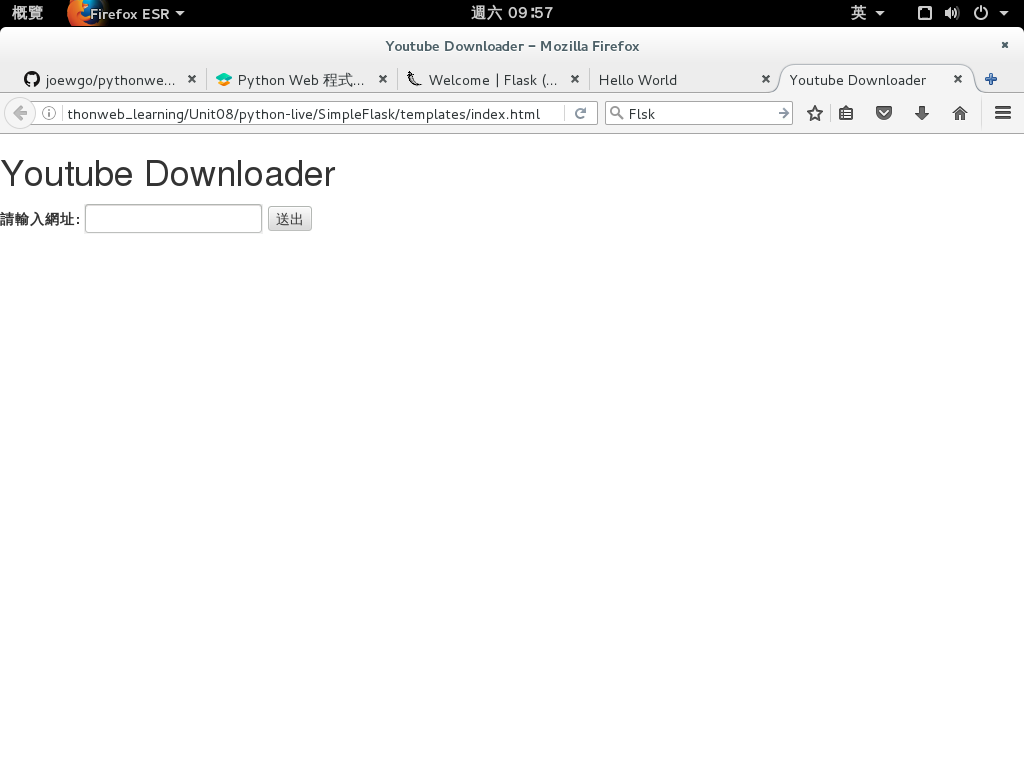 概覽 Firefox ESR 週六 09:57 英
Youtube Downloader - Mozilla Firefox
joewgo/pythonwe... Python Web 程式... Welcome | Flask (... Hello World Youtube Downloader
thonweb_learning/Unit08/python-live/SimpleFlask/templates/index.html Flsk
Youtube Downloader
請輸入網址: 送出